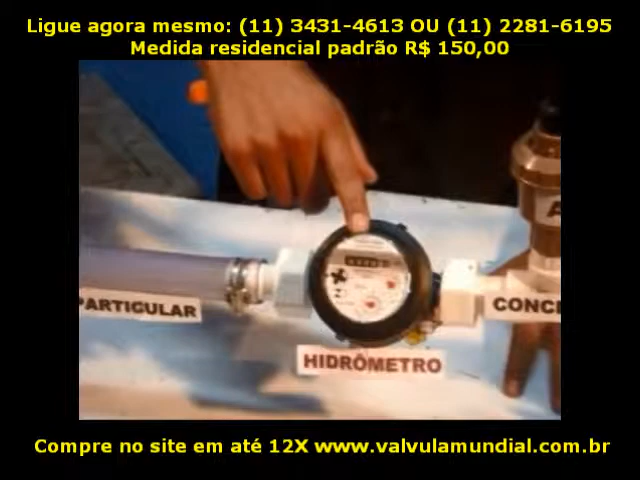 Ligue agora mesmo: (11) 3431-4613 OU (11) 2281-6195
Medida residencial padrão R$ 150,00
PARTICULAR
HIDRÔMETRO
Compre no site em até 12X www.valvulamundial.com.br